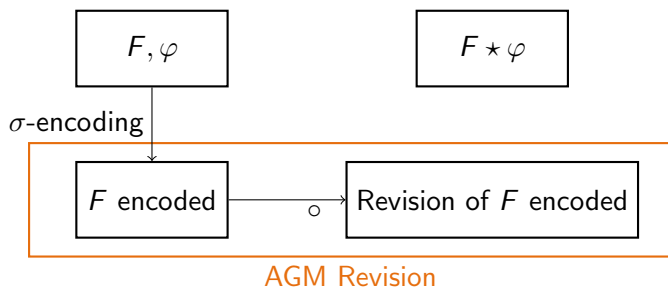 F, φ
F ⋆ φ
σ-encoding
F encoded
∘
Revision of F encoded
AGM Revision